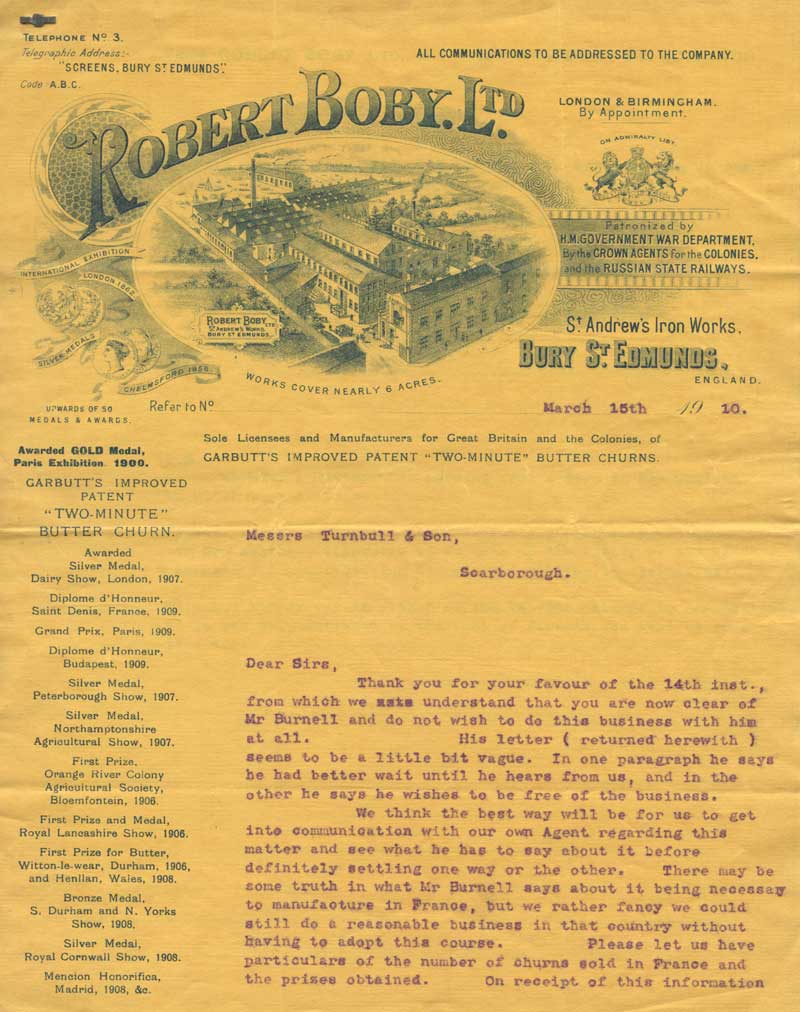 TELEPHONE No 3.
Telegraphic Address:-
"SCREENS, BURY ST EDMUNDS".
Code A.B.C.
ALL COMMUNICATIONS TO BE ADDRESSED TO THE COMPANY.
ROBERT BOBY. LTD
LONDON & BIRMINGHAM.
By Appointment.
ON ADMIRALTY LIST.
Patronized by
H.M. GOVERNMENT WAR DEPARTMENT,
By the CROWN AGENTS for the COLONIES,
and the RUSSIAN STATE RAILWAYS.
INTERNATIONAL EXHIBITION
LONDON 1862
SILVER MEDALS
CHELMSFORD 1856
ROBERT BOBY LTD
ST ANDREW'S WORKS,
BURY ST EDMUNDS.
WORKS COVER NEARLY 6 ACRES.
St Andrew's Iron Works,
BURY ST EDMUNDS,
ENGLAND.
UPWARDS OF 50
MEDALS & AWARDS.
Refer to No
March 15th 1910.
Awarded GOLD Medal,
Paris Exhibition 1900.
GARBUTT'S IMPROVED
PATENT
"TWO-MINUTE"
BUTTER CHURN.
Awarded
Silver Medal,
Dairy Show, London, 1907.
Diplome d'Honneur,
Saint Denis, France, 1909.
Grand Prix, Paris, 1909.
Diplome d'Honneur,
Budapest, 1909.
Silver Medal,
Peterborough Show, 1907.
Silver Medal,
Northamptonshire
Agricultural Show, 1907.
First Prize,
Orange River Colony
Agricultural Society,
Bloemfontein, 1906.
First Prize and Medal,
Royal Lancashire Show, 1906.
First Prize for Butter,
Witton-le-wear, Durham, 1906,
and Henllan, Wales, 1908.
Bronze Medal,
S. Durham and N. Yorks
Show, 1908.
Silver Medal,
Royal Cornwall Show, 1908.
Mencion Honorifica,
Madrid, 1908, &c.
Sole Licensees and Manufacturers for Great Britain and the Colonies, of
GARBUTT'S IMPROVED PATENT "TWO-MINUTE" BUTTER CHURNS.
Messrs Turnbull & Son,
Scarborough.
Dear Sirs,
Thank you for your favour of the 14th inst.,
from which we understand that you are now clear of
Mr Burnell and do not wish to do this business with him
at all. His letter ( returned herewith )
seems to be a little bit vague. In one paragraph he says
he had better wait until he hears from us, and in the
other he says he wishes to be free of the business.
We think the best way will be for us to get
into communication with our own Agent regarding this
matter and see what he has to say about it before
definitely settling one way or the other. There may be
some truth in what Mr Burnell says about it being necessay
to manufacture in France, but we rather fancy we could
still do a reasonable business in that country without
having to adopt this course. Please let us have
particulars of the number of churns sold in France and
the prizes obtained. On receipt of this information